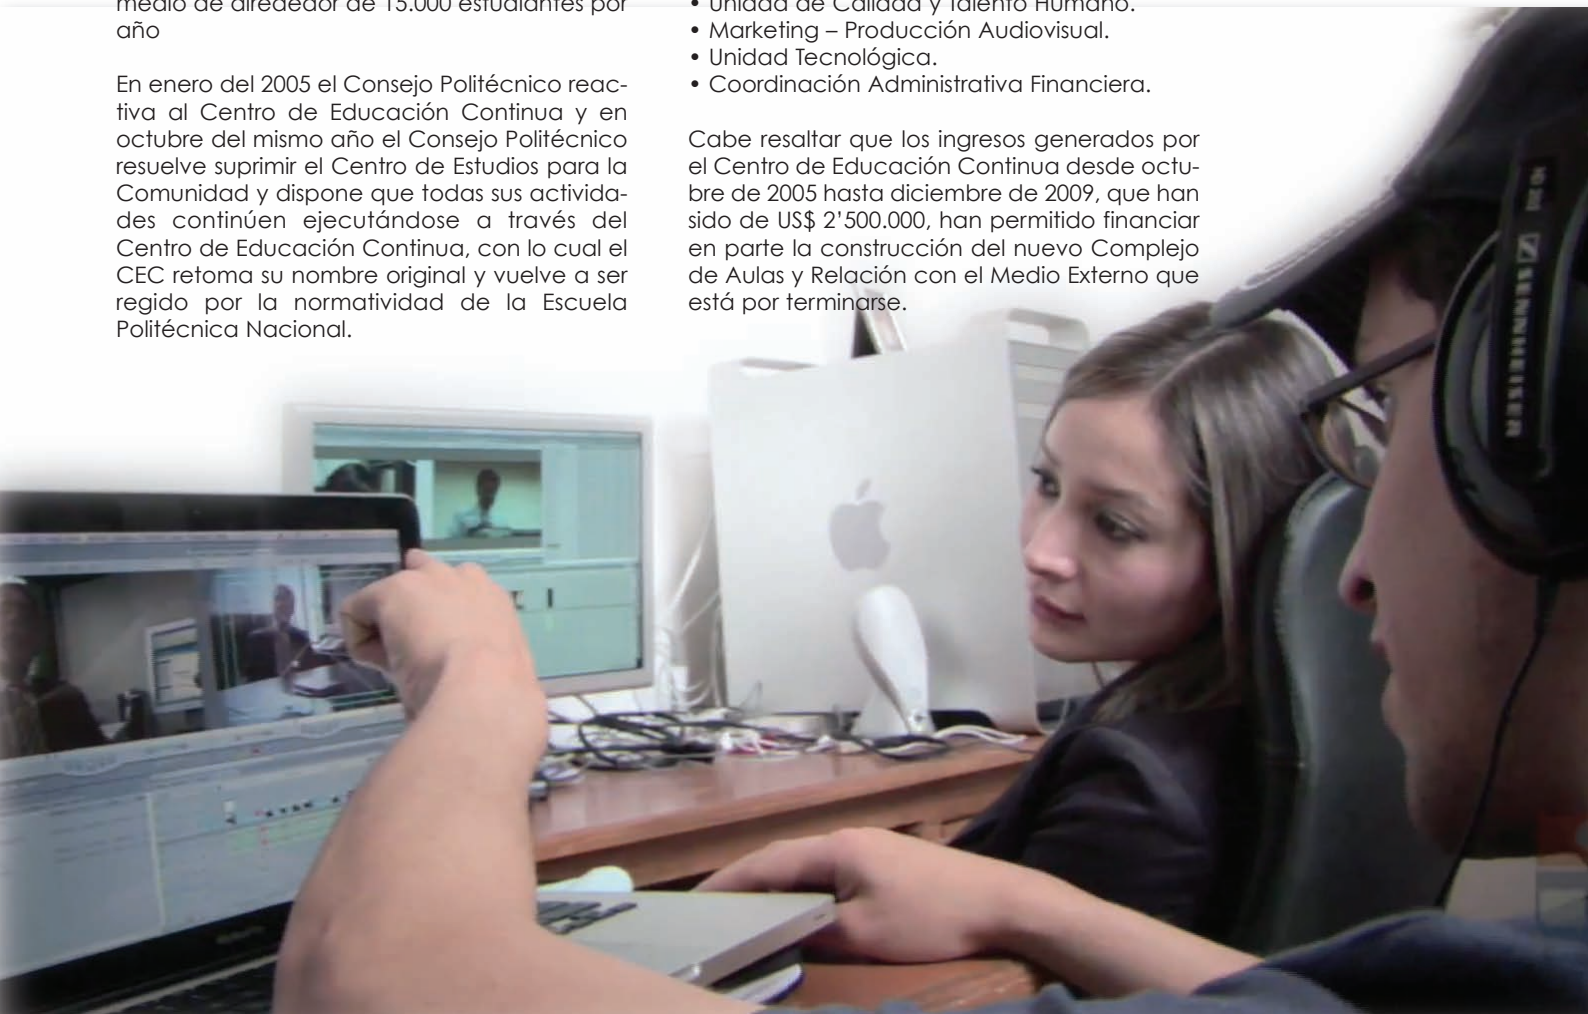 medio de alrededor de 15.000 estudiantes por
año
En enero del 2005 el Consejo Politécnico reac-
tiva al Centro de Educación Continua y en
octubre del mismo año el Consejo Politécnico
resuelve suprimir el Centro de Estudios para la
Comunidad y dispone que todas sus activida-
des continúen ejecutándose a través del
Centro de Educación Continua, con lo cual el
CEC retoma su nombre original y vuelve a ser
regido por la normatividad de la Escuela
Politécnica Nacional.
• Unidad de Calidad y Talento Humano.
• Marketing – Producción Audiovisual.
• Unidad Tecnológica.
• Coordinación Administrativa Financiera.
Cabe resaltar que los ingresos generados por
el Centro de Educación Continua desde octu-
bre de 2005 hasta diciembre de 2009, que han
sido de US$ 2’500.000, han permitido financiar
en parte la construcción del nuevo Complejo
de Aulas y Relación con el Medio Externo que
está por terminarse.
SENNHEISER